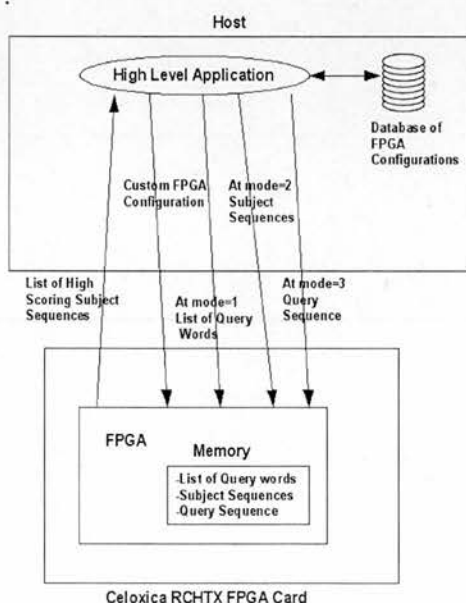 Host
High Level Application
Database of
FPGA
Configurations
Custom FPGA
Configuration
At mode=2
Subject
Sequences
List of High
Scoring Subject
Sequences
At mode=1
List of Query
Words
At mode=3
Query
Sequence
FPGA
Memory
-List of Query words
-Subject Sequences
-Query Sequence
Celoxica RCHTX FPGA Card